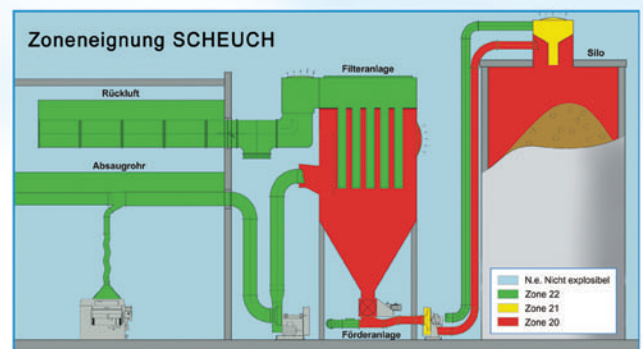 Zoneneignung SCHEUCH
Silo
Filteranlage
Rückluft
Absaugrohr
N.e. Nicht explosibel
Zone 22
Zone 21
Zone 20
Förderanlage